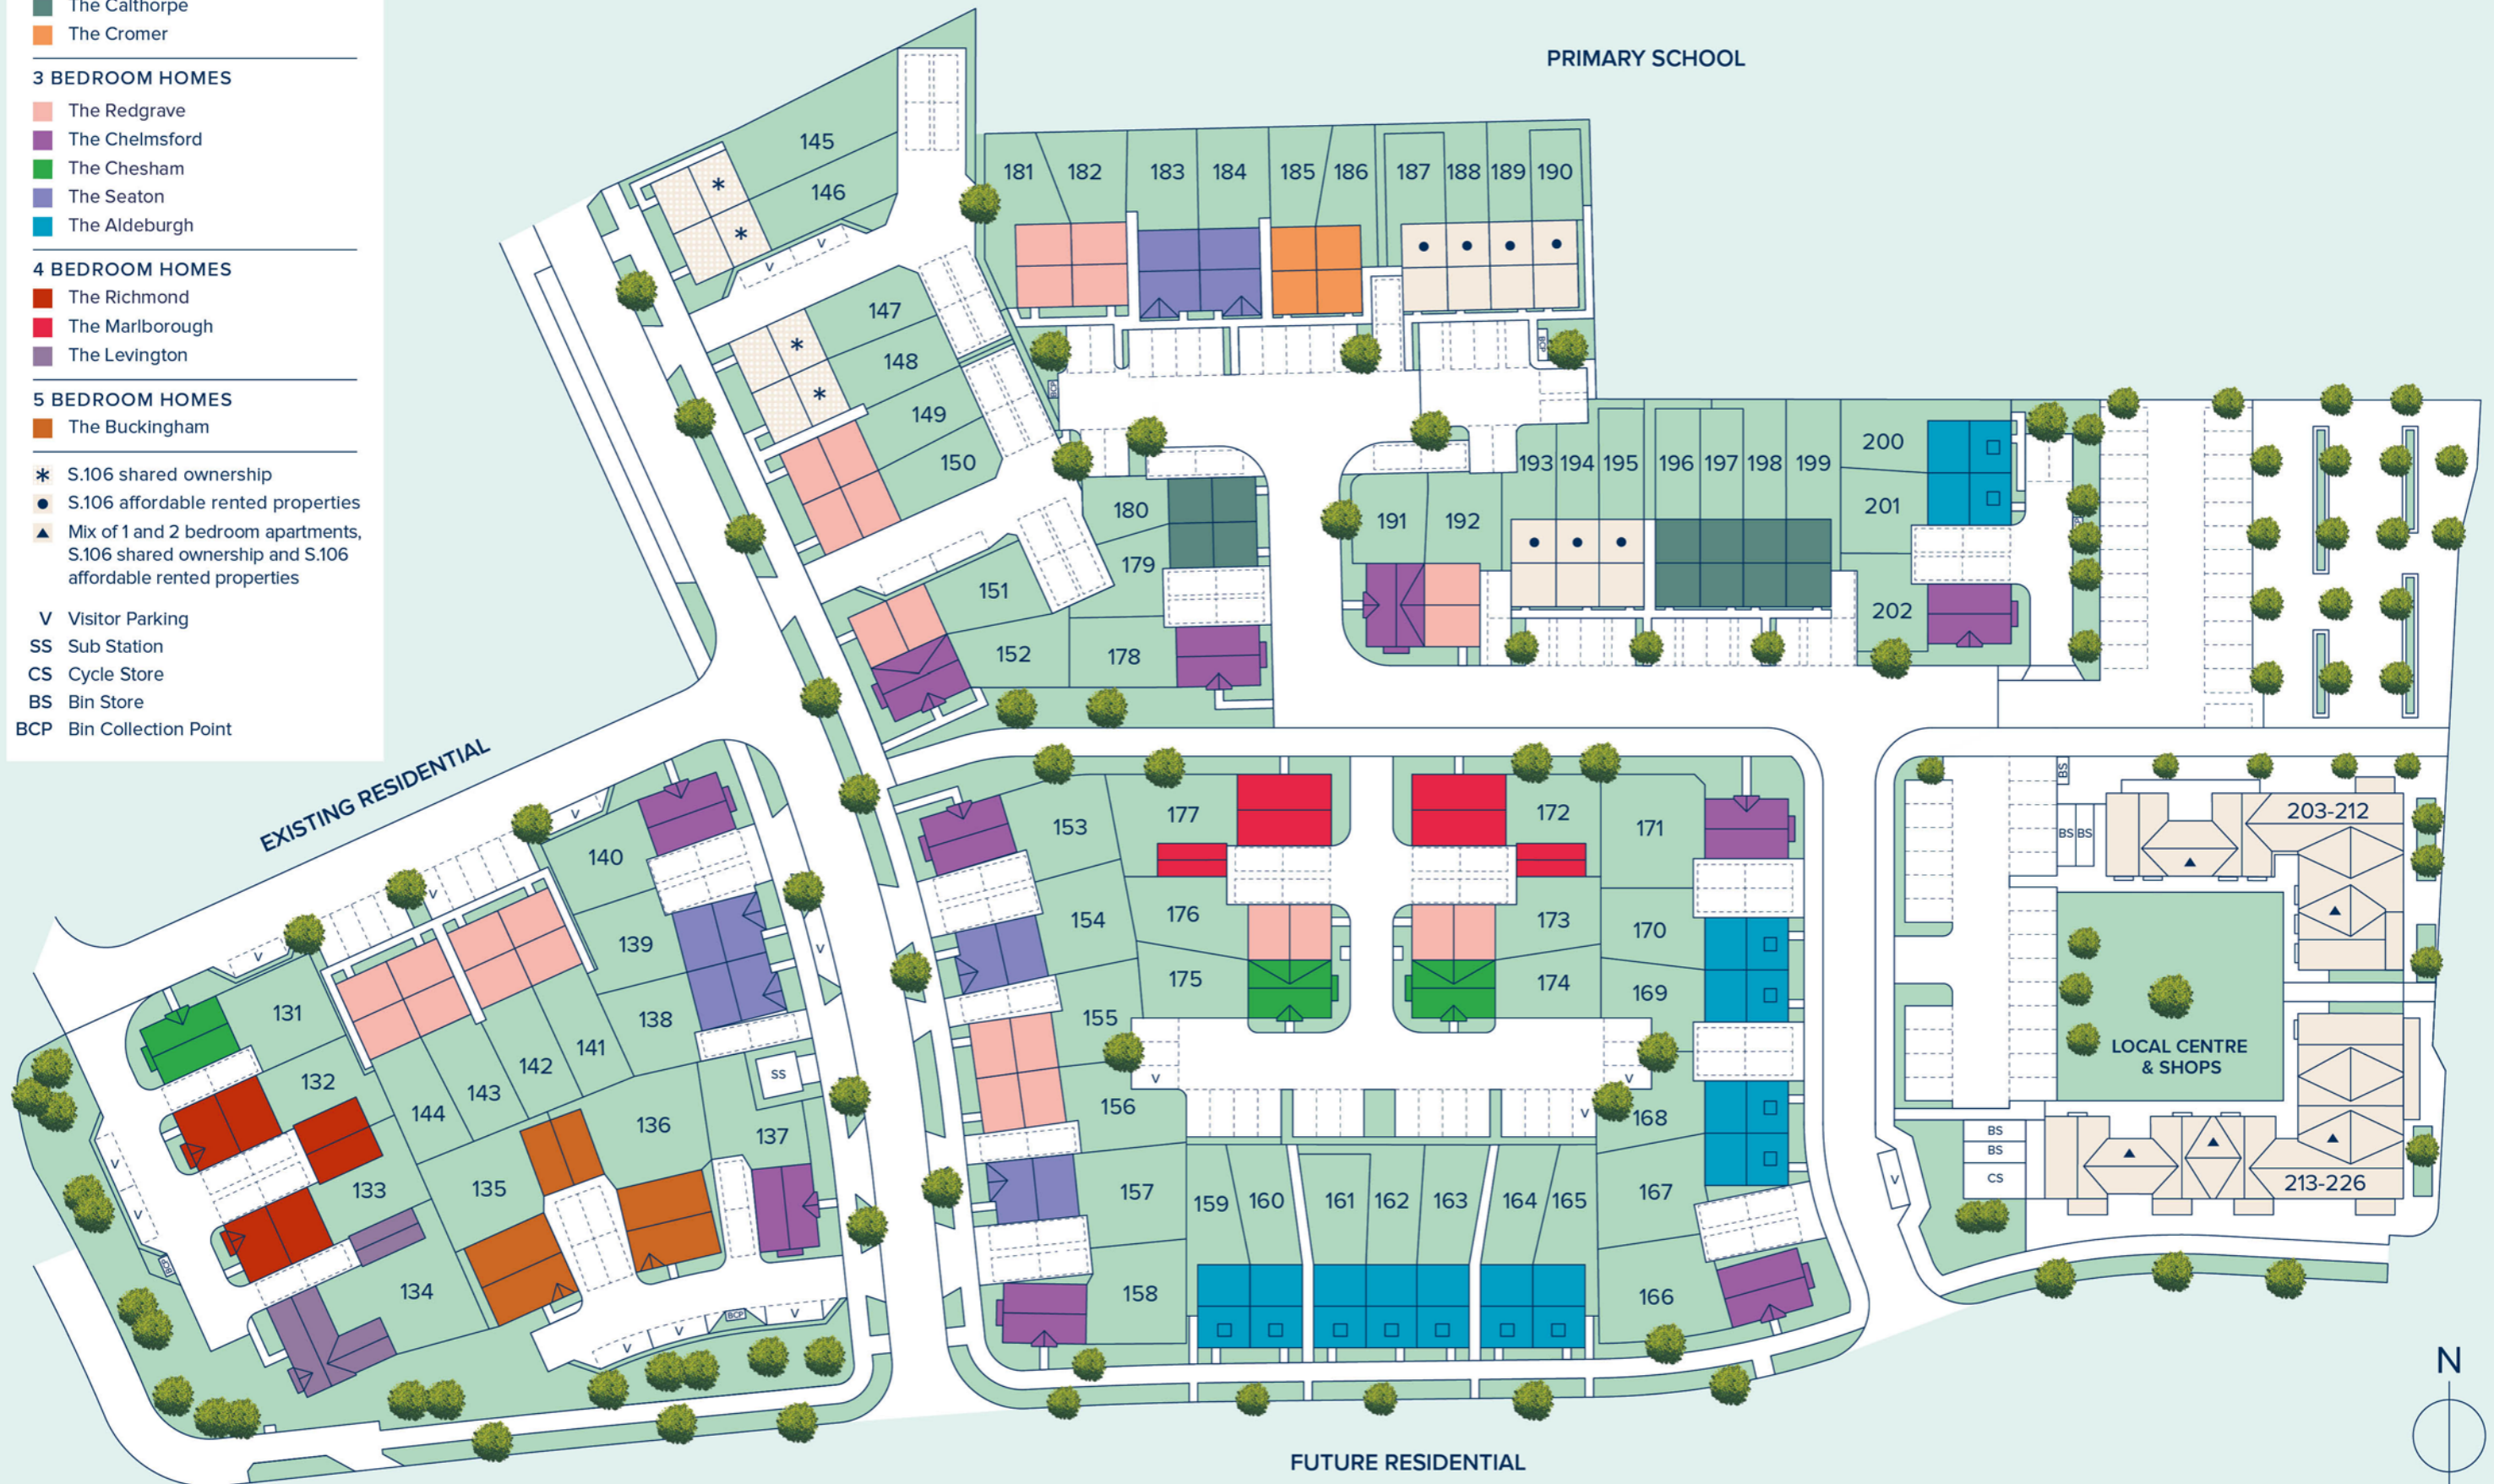 The Calthorpe
The Cromer
3 BEDROOM HOMES
The Redgrave
The Chelmsford
The Chesham
The Seaton
The Aldeburgh
4 BEDROOM HOMES
The Richmond
The Marlborough
The Levington
5 BEDROOM HOMES
The Buckingham
* S.106 shared ownership
S.106 affordable rented properties
Mix of 1 and 2 bedroom apartments,
S.106 shared ownership and S.106
affordable rented properties
V Visitor Parking
SS Sub Station
CS Cycle Store
BS Bin Store
BCP Bin Collection Point
PRIMARY SCHOOL
145
146
*
*
V
V
181 182 183 184 185 186 187 188 189 190
147
148
149
150
*
*
BCP
BCP
193 194 195 196 197 198 199
200
201
202
191 192
180
179
178
151
152
EXISTING RESIDENTIAL
V
V
V
V
140
139
138
131
132
133
134
135
136
137
141
142
143
144
SS
V
V
BCP
V
V
BCP
V
153
154
155
156
157
158
177
176
175
172
173
174
171
170
169
168
167
166
V
V
V
159 160 161 162 163 164 165
BS
BS BS
203-212
LOCAL CENTRE
& SHOPS
BS
BS
CS
V
213-226
FUTURE RESIDENTIAL
N